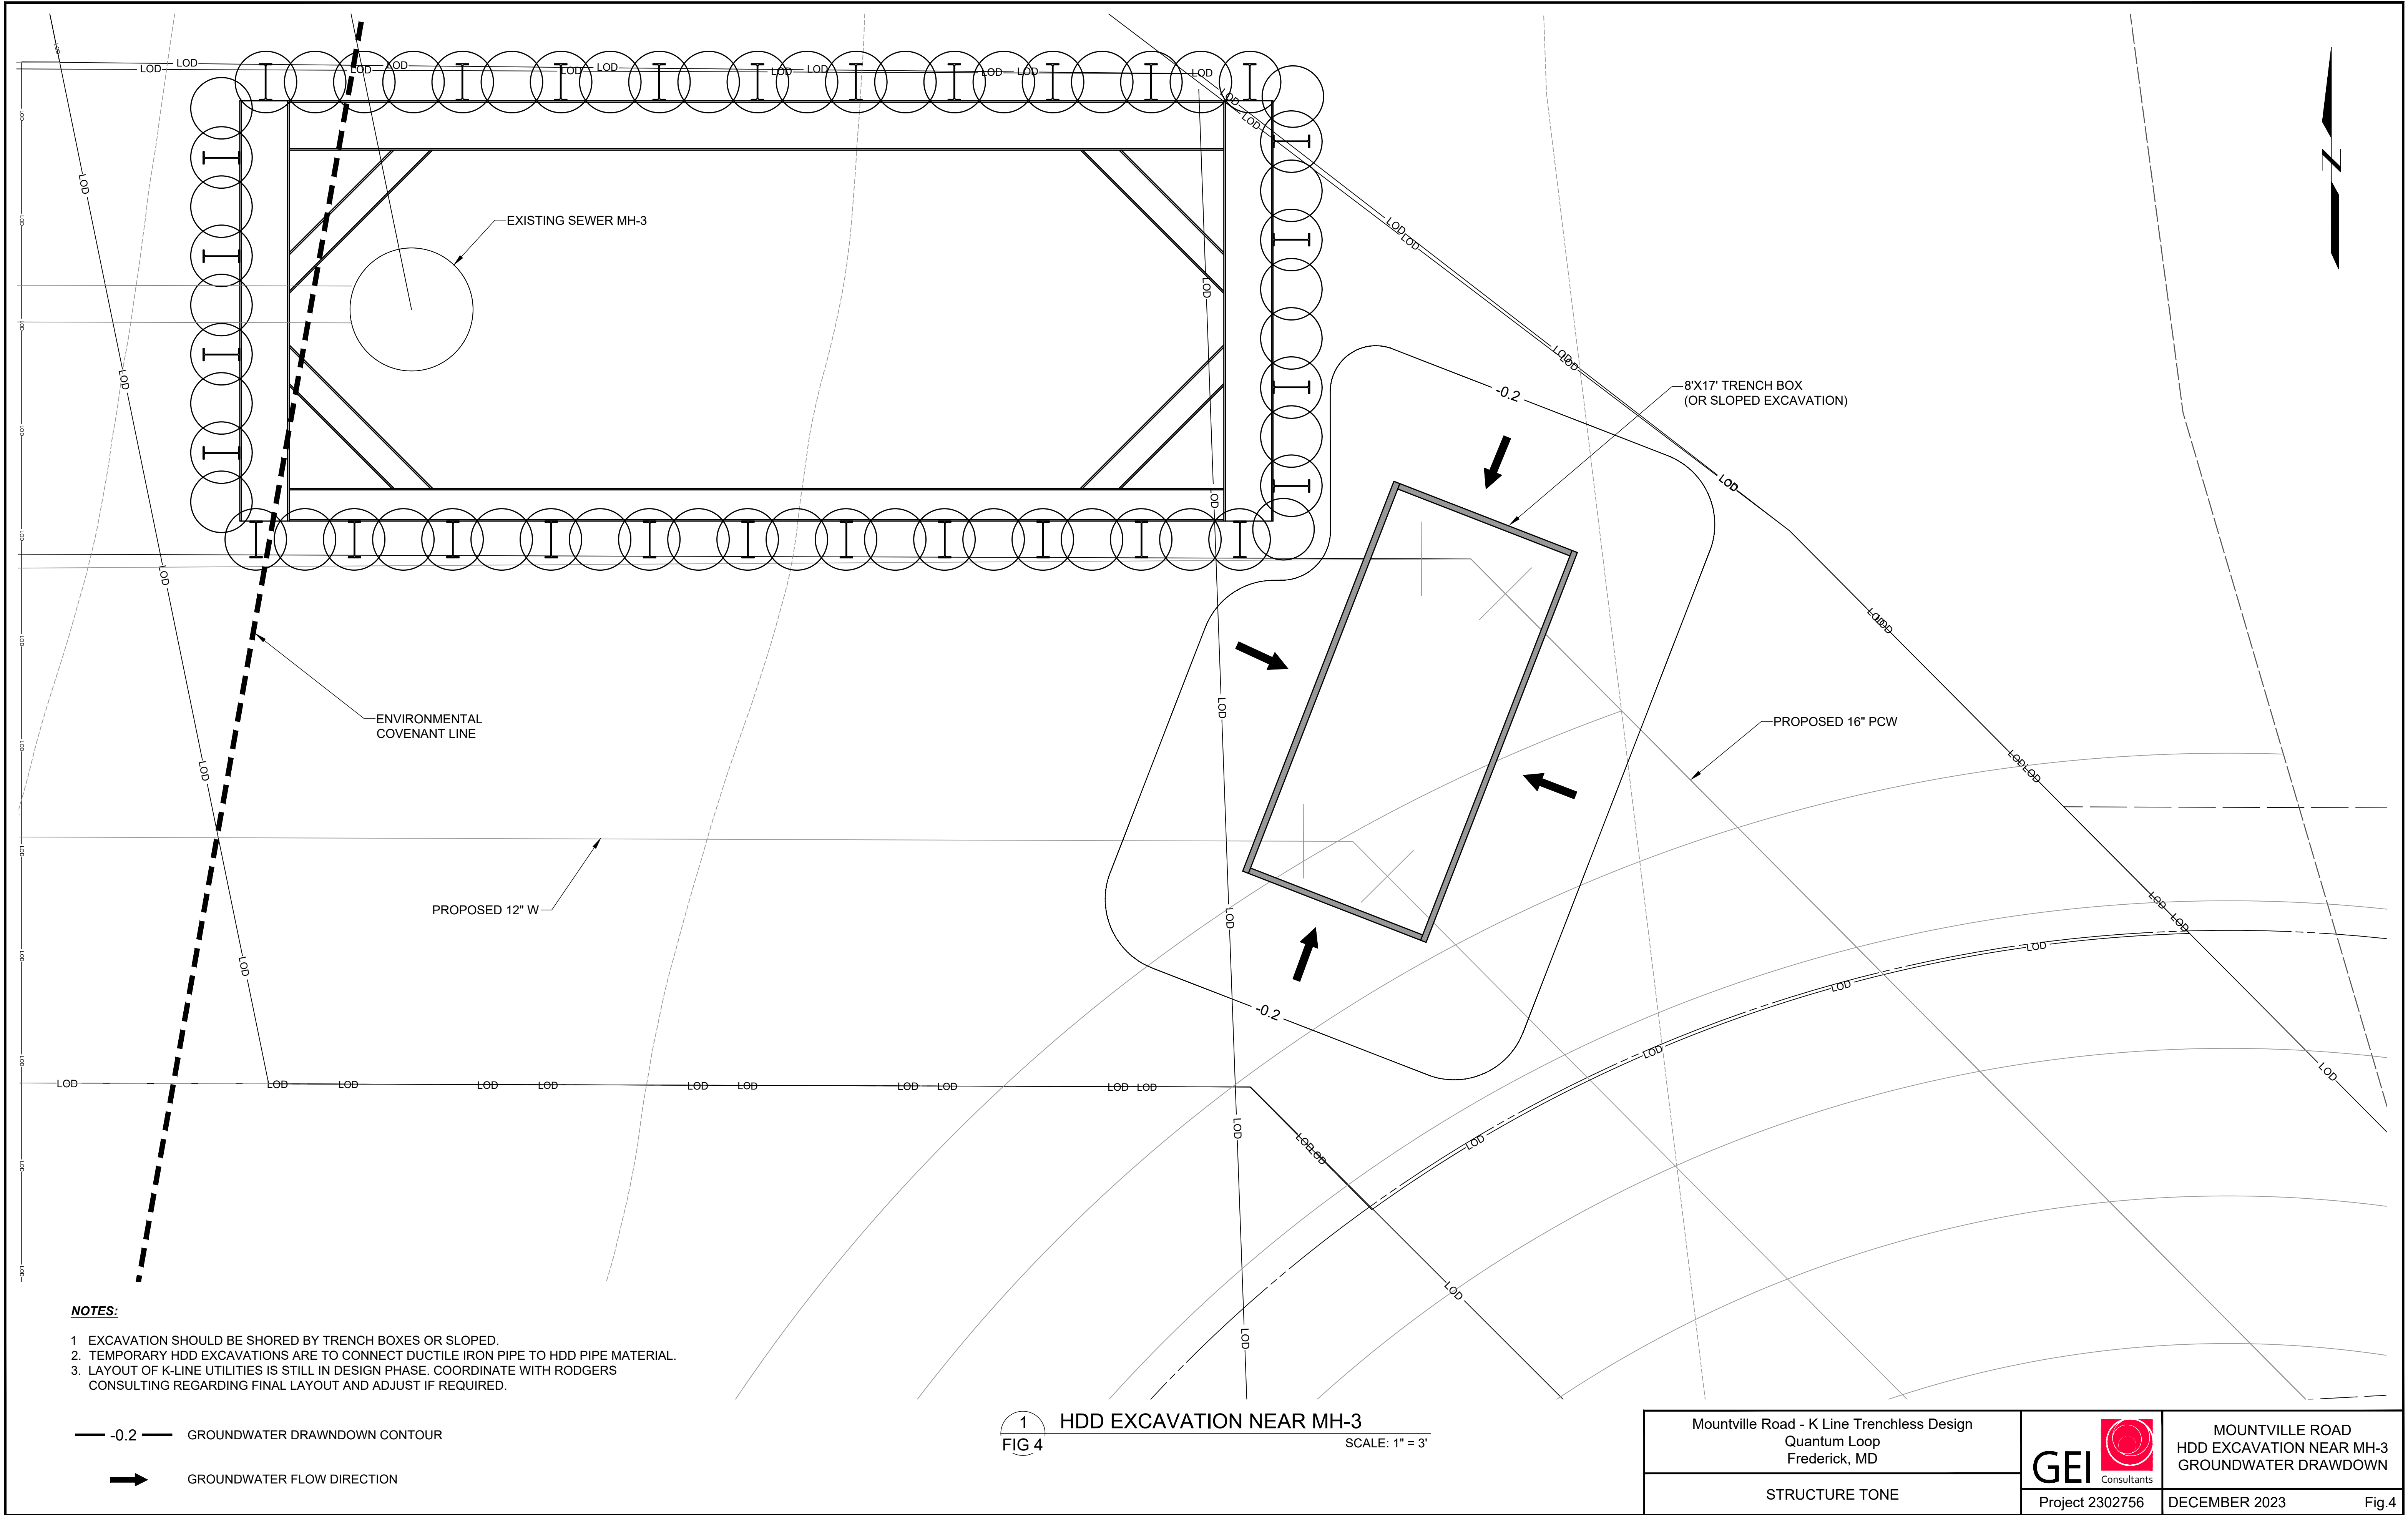 EXISTING SEWER MH-3
-0.2
8'X17' TRENCH BOX
(OR SLOPED EXCAVATION)
ENVIRONMENTAL
COVENANT LINE
PROPOSED 16" PCW
PROPOSED 12" W
-0.2
LOD
N
NOTES:
1 EXCAVATION SHOULD BE SHORED BY TRENCH BOXES OR SLOPED.
2. TEMPORARY HDD EXCAVATIONS ARE TO CONNECT DUCTILE IRON PIPE TO HDD PIPE MATERIAL.
3. LAYOUT OF K-LINE UTILITIES IS STILL IN DESIGN PHASE. COORDINATE WITH RODGERS
CONSULTING REGARDING FINAL LAYOUT AND ADJUST IF REQUIRED.
-0.2 GROUNDWATER DRAWNDOWN CONTOUR
GROUNDWATER FLOW DIRECTION
1 HDD EXCAVATION NEAR MH-3
FIG 4 SCALE: 1" = 3'
Mountville Road - K Line Trenchless Design
Quantum Loop
Frederick, MD
STRUCTURE TONE
GEI Consultants
Project 2302756
MOUNTVILLE ROAD
HDD EXCAVATION NEAR MH-3
GROUNDWATER DRAWDOWN
DECEMBER 2023 Fig.4